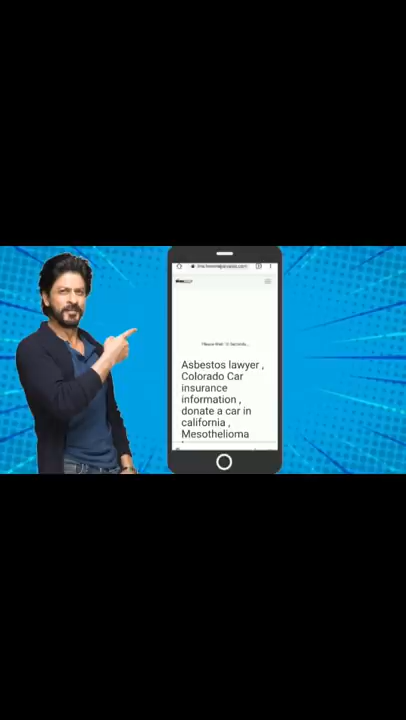 Please Wait 10 Seconds...
Asbestos lawyer ,
Colorado Car
insurance
information ,
donate a car in
california ,
Mesothelioma